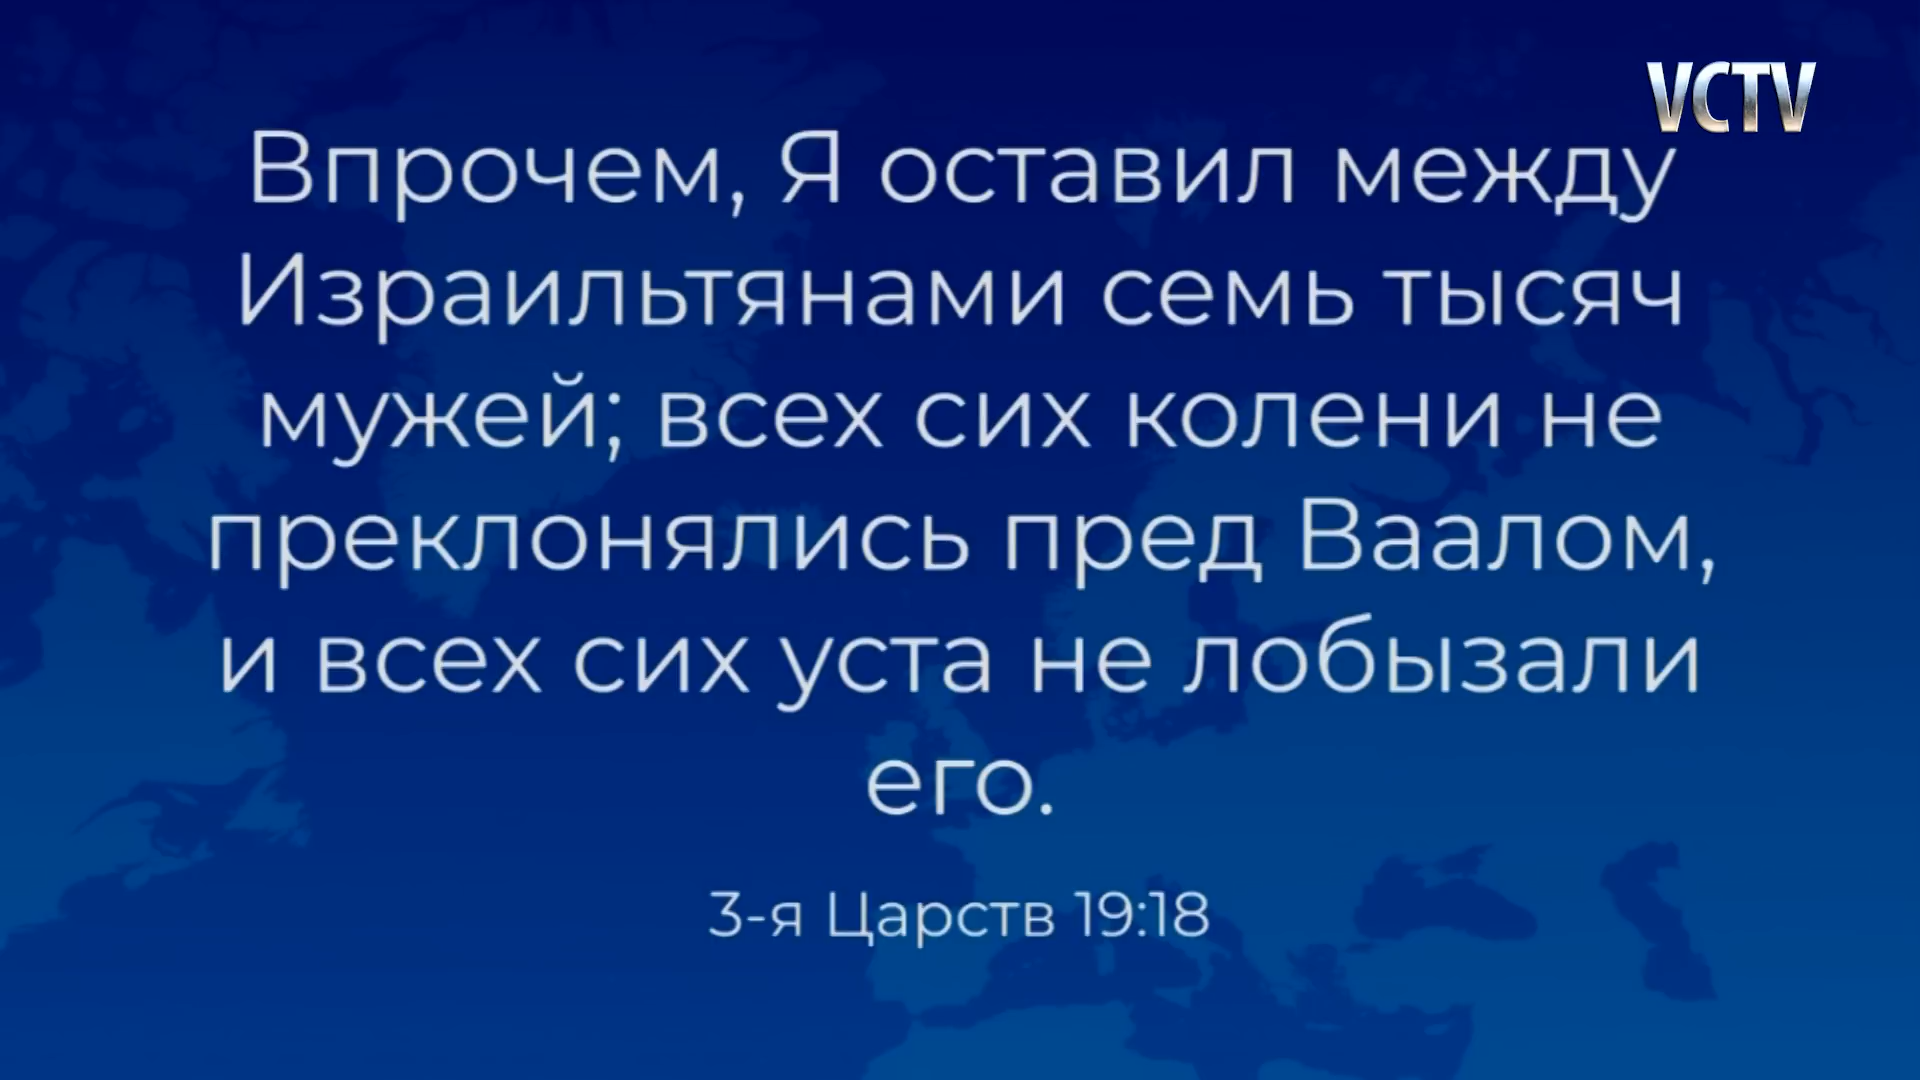 VCTV
Впрочем, Я оставил между
Израильтянами семь тысяч
мужей; всех сих колени не
преклонялись пред Ваалом,
и всех сих уста не лобызали
его.
3-я Царств 19:18